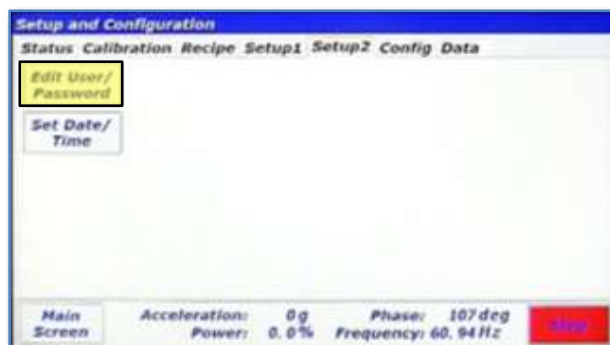 Setup and Configuration
Status Calibration Recipe Setup1 Setup2 Config Data
Edit User/
Password
Set Date/
Time
Main
Screen
Acceleration: 0g Phase: 107deg
Power: 0.0% Frequency: 60.94Hz
Stop